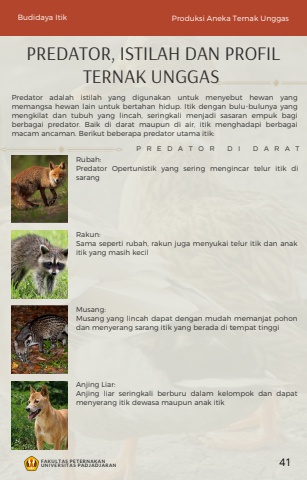 Budidaya Itik
Produksi Aneka Ternak Unggas
PREDATOR, ISTILAH DAN PROFIL
TERNAK UNGGAS
Predator adalah istilah yang digunakan untuk menyebut hewan yang
memangsa hewan lain untuk bertahan hidup. Itik dengan bulu-bulunya yang
mengkilat dan tubuh yang lincah, seringkali menjadi sasaran empuk bagi
berbagai predator. Baik di darat maupun di air, itik menghadapi berbagai
macam ancaman. Berikut beberapa predator utama itik:
PREDATOR DI DARAT
Rubah:
Predator Opertunistik yang sering mengincar telur itik di
sarang
Rakun:
Sama seperti rubah, rakun juga menyukai telur itik dan anak
itik yang masih kecil
Musang:
Musang yang lincah dapat dengan mudah memanjat pohon
dan menyerang sarang itik yang berada di tempat tinggi
Anjing Liar:
Anjing liar seringkali berburu dalam kelompok dan dapat
menyerang itik dewasa maupun anak itik
FAKULTAS PETERNAKAN
UNIVERSITAS PADJADJARAN
41